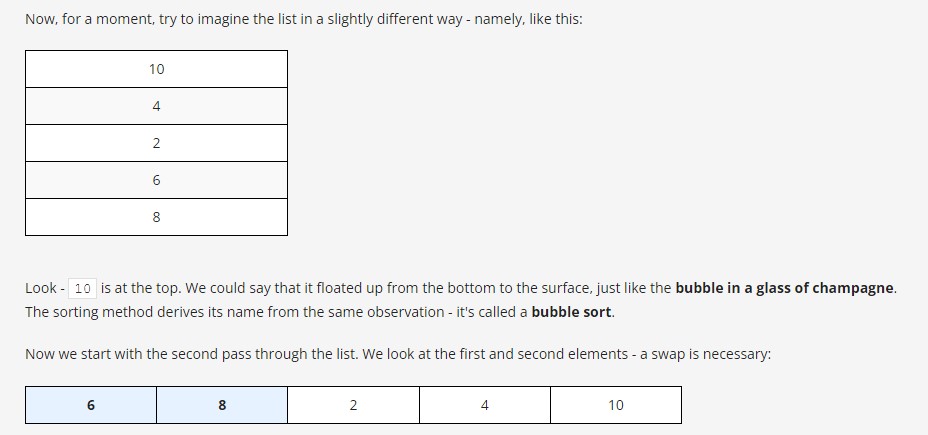 Now, for a moment, try to imagine the list in a slightly different way - namely, like this:
10
4
2
6
8
Look - 10 is at the top. We could say that it floated up from the bottom to the surface, just like the bubble in a glass of champagne.
The sorting method derives its name from the same observation - it's called a bubble sort.
Now we start with the second pass through the list. We look at the first and second elements - a swap is necessary:
6 8 2 4 10